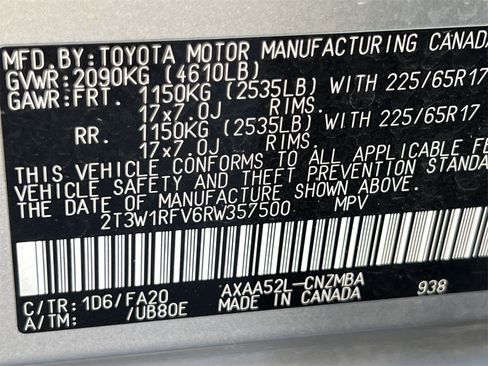 MFD.BY:TOYOTA MOTOR MANUFACTURING CANADA
GVWR:2090KG (4610LB)
GAWR:FRT. 1150KG (2535LB) WITH 225/65R17
17x7.0J RIMS.
RR. 1150KG (2535LB) WITH 225/65R17
17x7.0J RIMS.
THIS VEHICLE CONFORMS TO ALL APPLICABLE
VEHICLE SAFETY AND THEFT PREVENTION STANDA
THE DATE OF MANUFACTURE SHOWN ABOVE.
2T3W1RFV6RW357500 MPV
C/TR:1D6/FA20 AXAA52L-CNZMBA 938
A/TM: /UB80E MADE IN CANADA